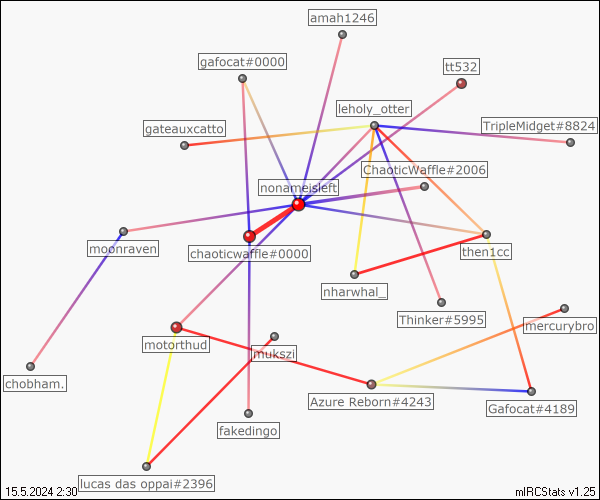 amah1246
gafocat#0000
tt532
leholy_otter
gateauxcatto
TripleMidget#8824
ChaoticWaffle#2006
nonameisleft
moonraven
chaoticwaffle#0000
then1cc
nharwhal_
Thinker#5995
mercurybro
motorthud
mukszi
chobham.
Azure Reborn#4243
Gafocat#4189
fakedingo
lucas das oppai#2396
15.5.2024 2:30
mIRCStats v1.25